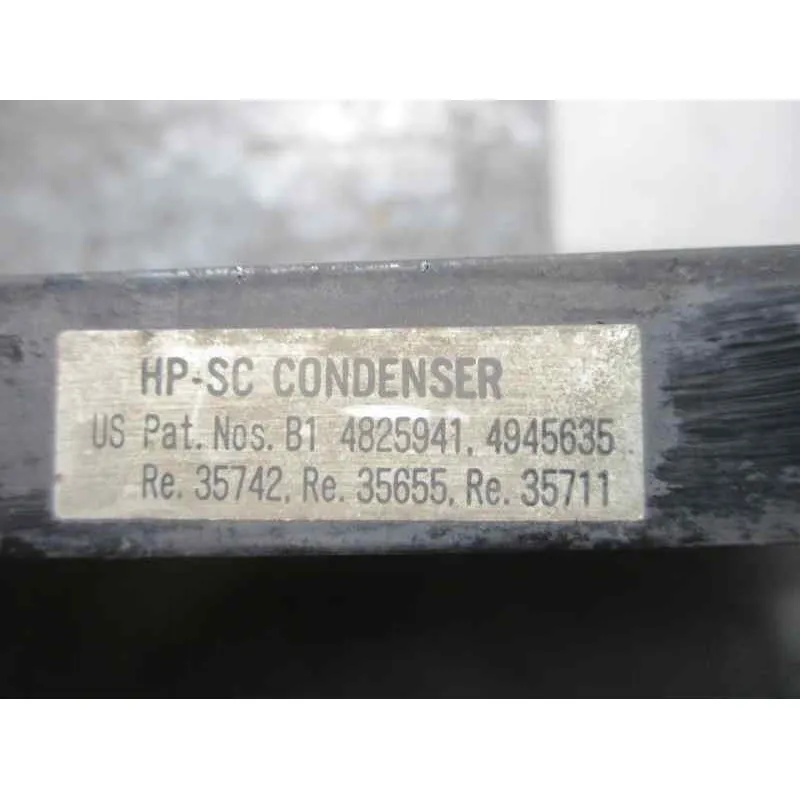 HP-SC CONDENSER
US Pat. Nos. B1 4825941, 4945635
Re. 35742, Re. 35655, Re. 35711